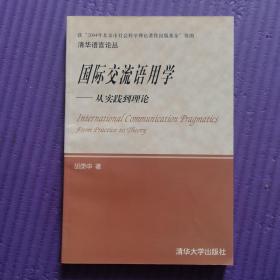 获“2004年北京市社会科学理论著作出版基金”资助
清华语言论丛
国际交流语用学
——从实践到理论
International Communication Pragmatics
From Practice to Theory
胡庚申 著
清华大学出版社